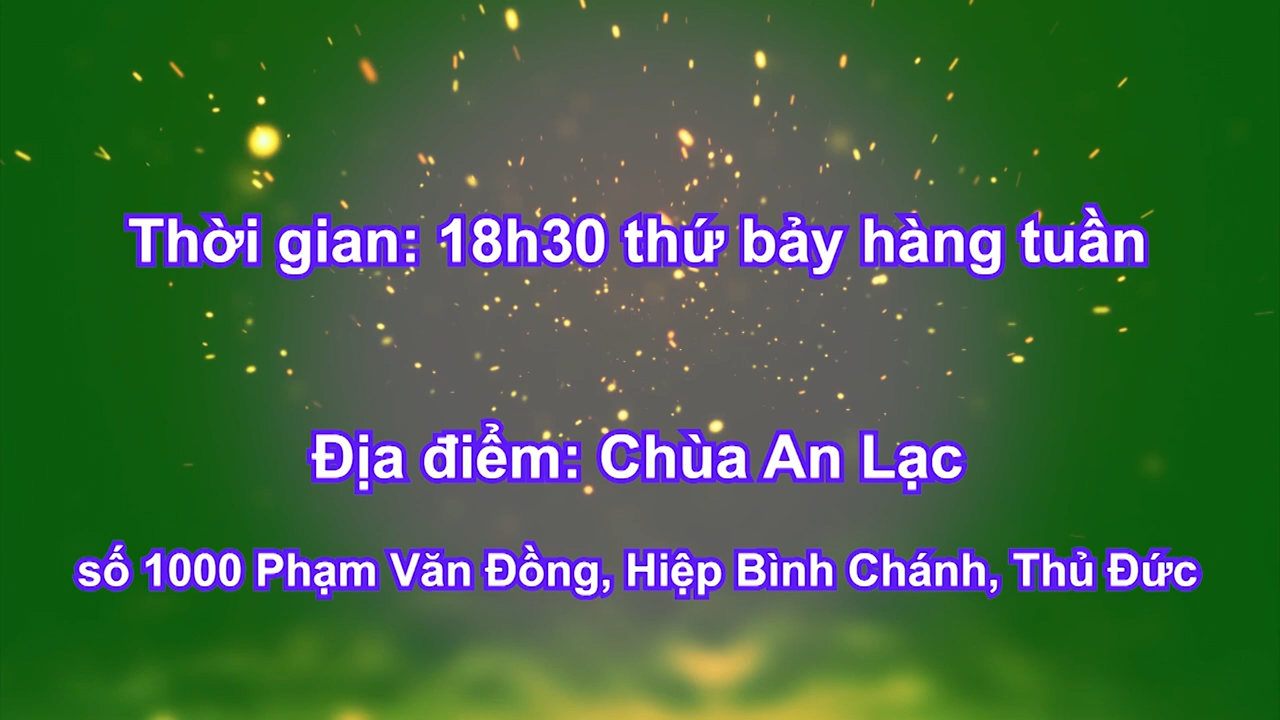 Thời gian: 18h30 thứ bảy hàng tuần
Địa điểm: Chùa An Lạc
số 1000 Phạm Văn Đồng, Hiệp Bình Chánh, Thủ Đức